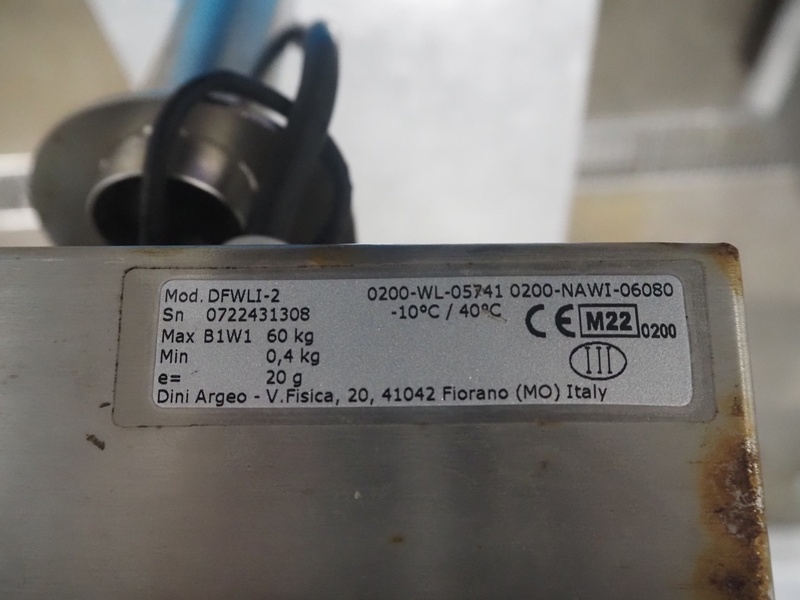 Mod. DFWLI-2 0200-WL-05741 0200-NAWI-06080
Sn 0722431308 -10°C / 40°C
CE M22 0200
Max B1W1 60 kg
Min 0,4 kg
III
e= 20 g
Dini Argeo - V.Fisica, 20, 41042 Fiorano (MO) Italy